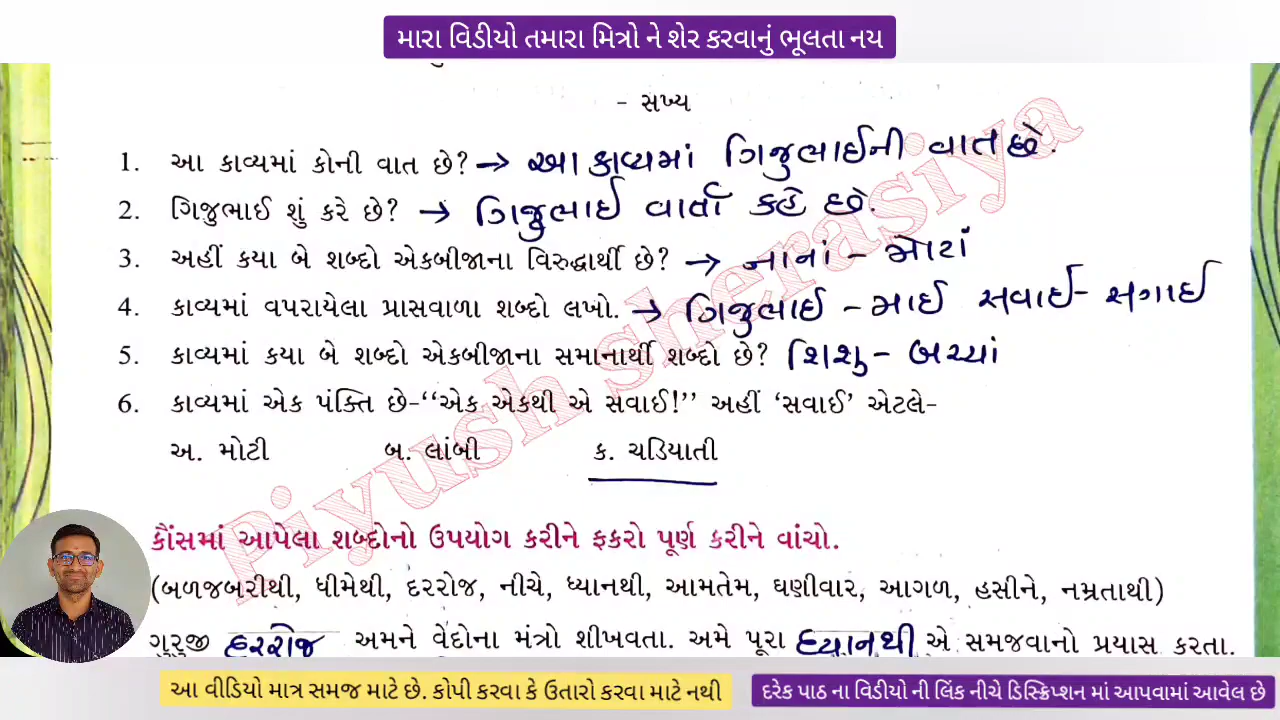 મારા વિડીયો તમારા મિત્રો ને શેર કરવાનું ભૂલતા નય
- સખ્ય
1. આ કાવ્યમાં કોની વાત છે? → આ કાવ્યમાં ગિજુભાઈની વાત છે.
2. ગિજુભાઈ શું કરે છે? → ગિજુભાઈ વાર્તા કહે છે.
3. અહીં કયા બે શબ્દો એકબીજાના વિરુદ્ધાર્થી છે? → નાનાં - મોટાં
4. કાવ્યમાં વપરાયેલા પ્રાસવાળા શબ્દો લખો. → ગિજુભાઈ - માઈ સવાઈ - સગાઈ
5. કાવ્યમાં કયા બે શબ્દો એકબીજાના સમાનાર્થી શબ્દો છે? શિશુ - બચ્ચાં
6. કાવ્યમાં એક પંક્તિ છે-“એક એકથી એ સવાઈ!” અહીં ‘સવાઈ’ એટલે-
અ. મોટી બ. લાંબી ક. ચડિયાતી
કૌંસમાં આપેલા શબ્દોનો ઉપયોગ કરીને ફકરો પૂર્ણ કરીને વાંચો.
(બળજબરીથી, ધીમેથી, દરરોજ, નીચે, ધ્યાનથી, આમતેમ, ઘણીવાર, આગળ, હસીને, નમ્રતાથી)
ગુરુજી દરરોજ અમને વેદોના મંત્રો શીખવતા. અમે પૂરા ધ્યાનથી એ સમજવાનો પ્રયાસ કરતા.
Piyush sherasiya
આ વીડિયો માત્ર સમજ માટે છે. કોપી કરવા કે ઉતારો કરવા માટે નથી
દરેક પાઠ ના વિડીયો ની લિંક નીચે ડિસ્ક્રિપ્શન માં આપવામાં આવેલ છે